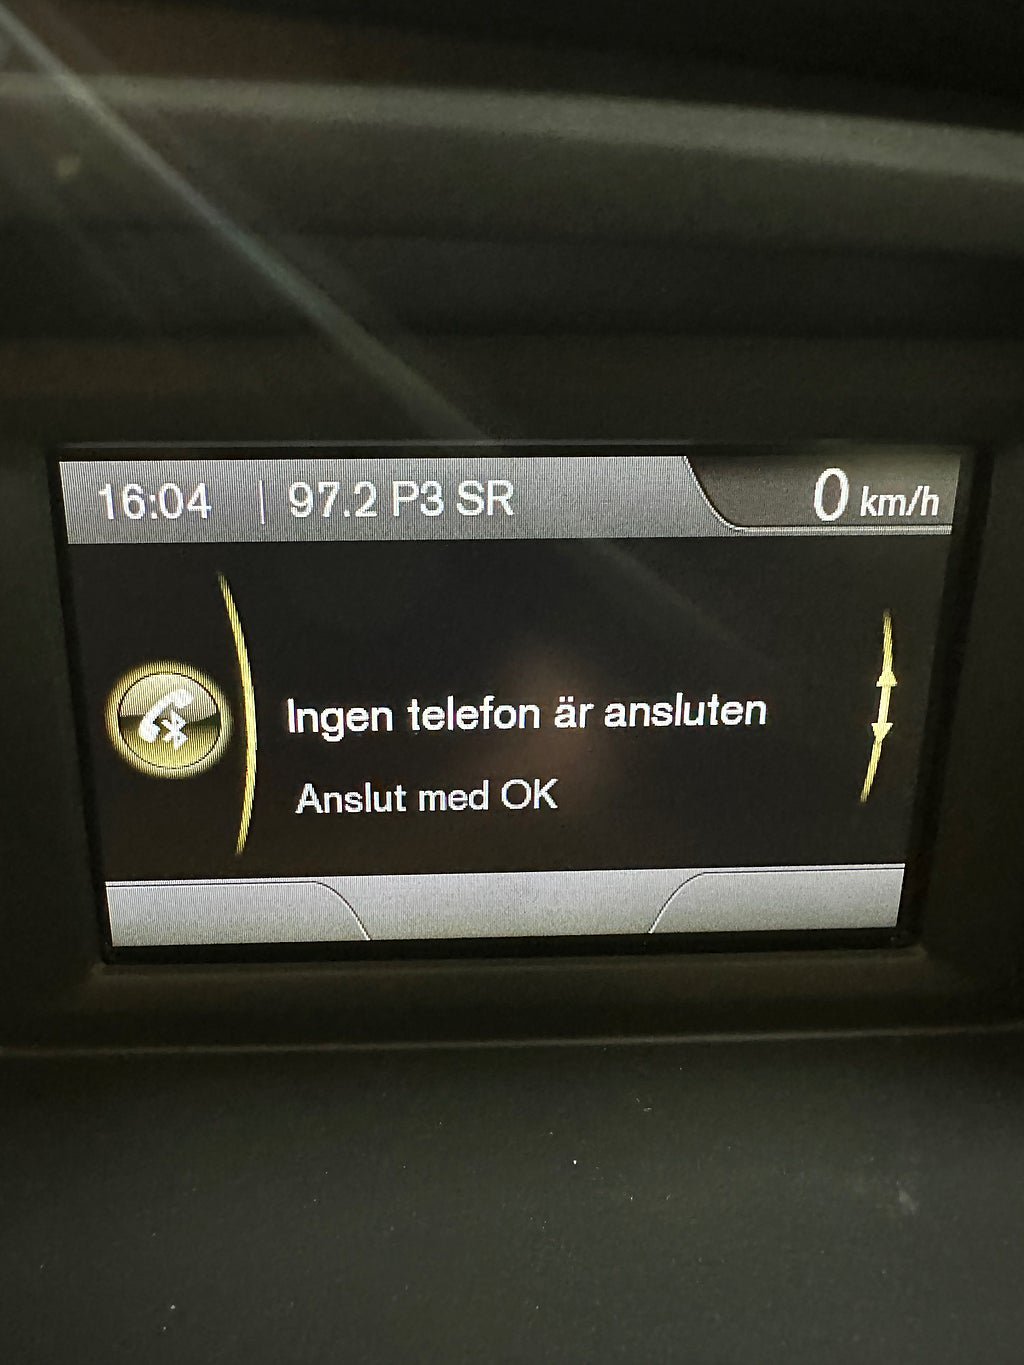 16:04 97.2 P3 SR 0 km/h
Ingen telefon är ansluten
Anslut med OK